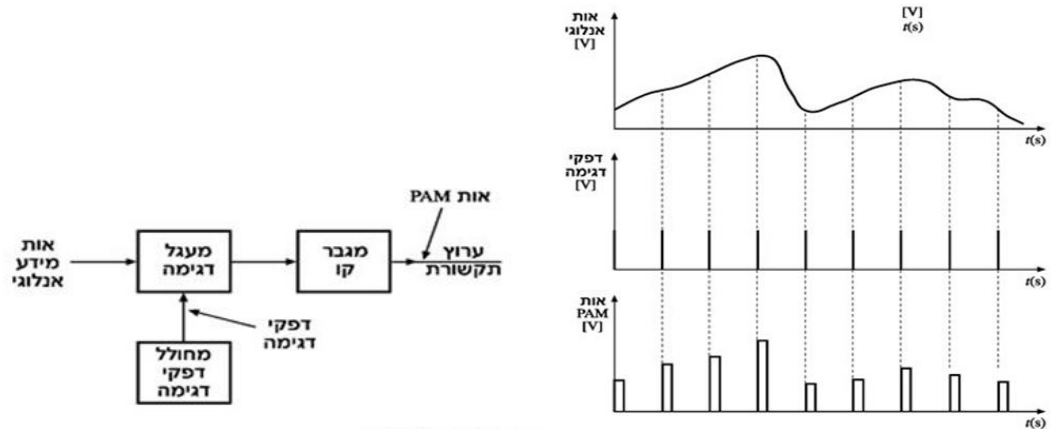 אות PAM
אות
מידע
אנלוגי
מעגל
דגימה
מגבר
קו
ערוץ
תקשורת
דפקי
דגימה
מחולל
דפקי
דגימה
אות
אנלוגי
[V]
[V]
t(s)
t(s)
דפקי
דגימה
[V]
t(s)
אות
PAM
[V]
t(s)